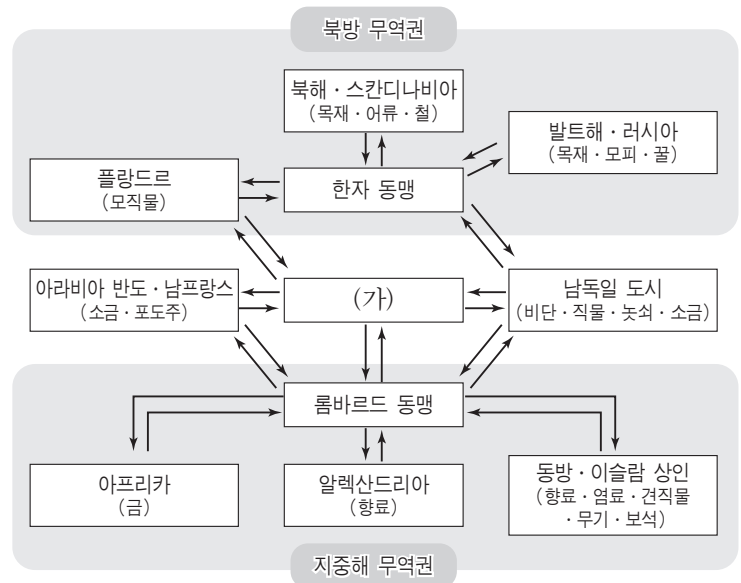 북방 무역권
북해·스칸디나비아
(목재·어류·철)
발트해·러시아
(목재·모피·꿀)
플랑드르
(모직물)
한자 동맹
아라비아 반도·남프랑스
(소금·포도주)
(가)
남독일 도시
(비단·직물·놋쇠·소금)
롬바르드 동맹
아프리카
(금)
알렉산드리아
(향료)
동방·이슬람 상인
(향료·염료·견직물
·무기·보석)
지중해 무역권